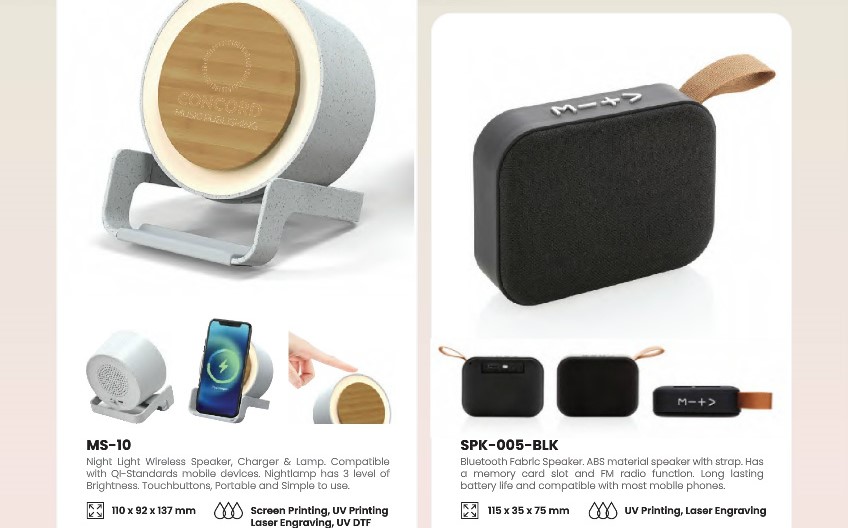 CONCORD
MS-10
Night Light Wireless Speaker, Charger & Lamp. Compatible
with QI-Standards mobile devices. Nightlamp has 3 level of
Brightness. Touchbuttons, Portable and Simple to use.
110 x 92 x 137 mm
Screen Printing, UV Printing
Laser Engraving, UV DTF
M - + >
M - + >
SPK-005-BLK
Bluetooth Fabric Speaker. ABS material speaker with strap. Has
a memory card slot and FM radio function. Long lasting
battery life and compatible with most mobile phones.
115 x 35 x 75 mm
UV Printing, Laser Engraving